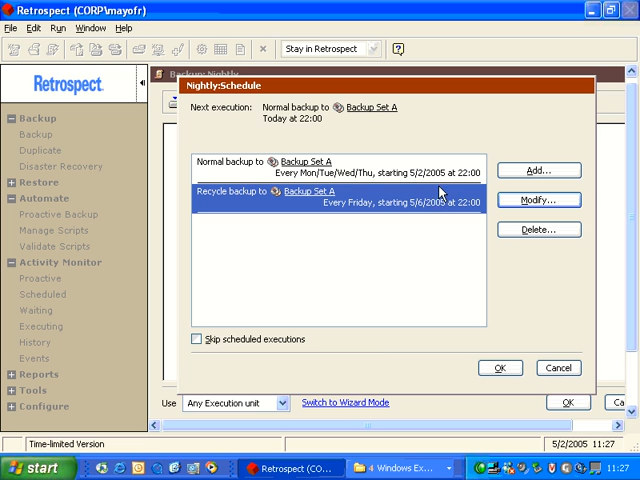 Retrospect (CORP\mayofr)
File Edit Run Window Help
Stay in Retrospect
Retrospect
Backup: Nightly
Nightly:Schedule
Next execution: Normal backup to Backup Set A
Today at 22:00
Normal backup to Backup Set A
Every Mon/Tue/Wed/Thu, starting 5/2/2005 at 22:00
Recycle backup to Backup Set A
Every Friday, starting 5/6/2005 at 22:00
Add...
Modify...
Delete...
Skip scheduled executions
OK Cancel
Backup
Backup
Duplicate
Disaster Recovery
Restore
Automate
Proactive Backup
Manage Scripts
Validate Scripts
Activity Monitor
Proactive
Scheduled
Waiting
Executing
History
Events
Reports
Tools
Configure
Use Any Execution unit Switch to Wizard Mode OK Ca
Time-limited Version 5/2/2005 11:27
start Retrospect (CO... 4 Windows Ex... 11:27